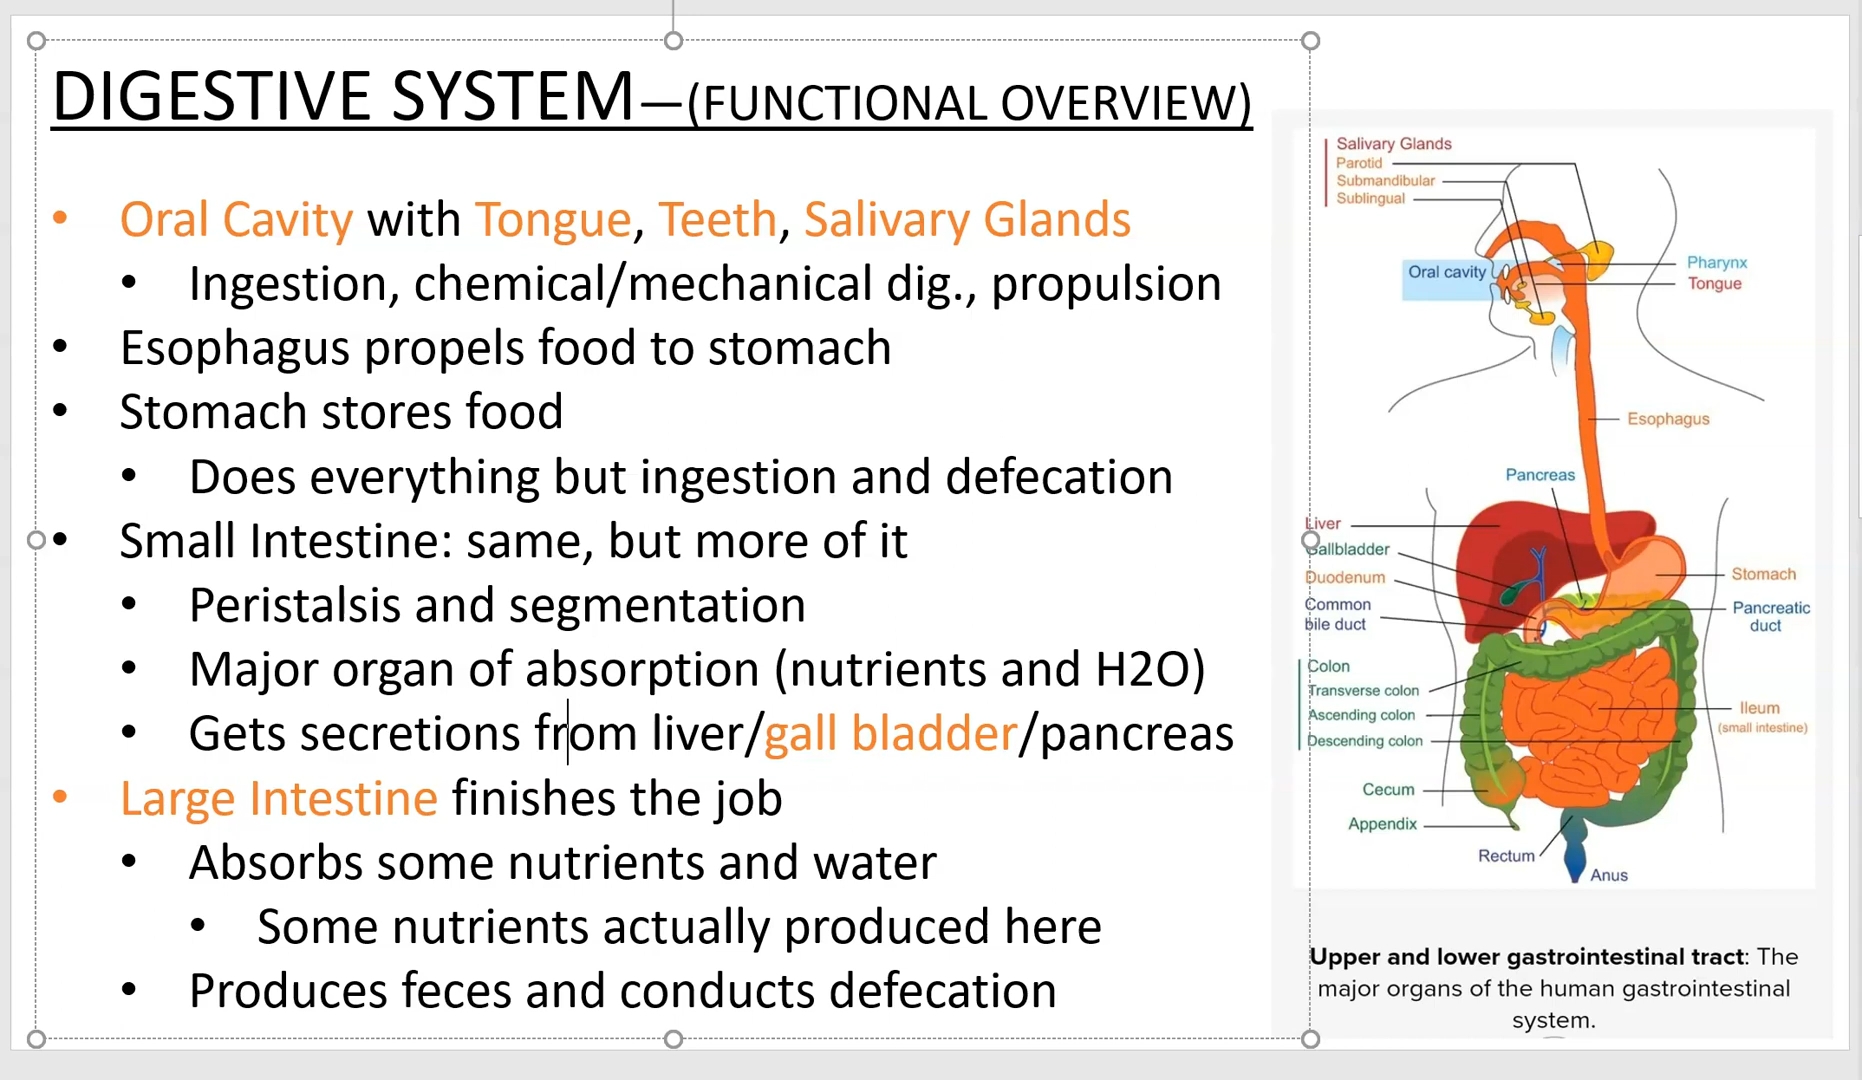 DIGESTIVE SYSTEM—(FUNCTIONAL OVERVIEW)
• Oral Cavity with Tongue, Teeth, Salivary Glands
• Ingestion, chemical/mechanical dig., propulsion
• Esophagus propels food to stomach
• Stomach stores food
• Does everything but ingestion and defecation
• Small Intestine: same, but more of it
• Peristalsis and segmentation
• Major organ of absorption (nutrients and H2O)
• Gets secretions from liver/gall bladder/pancreas
• Large Intestine finishes the job
• Absorbs some nutrients and water
• Some nutrients actually produced here
• Produces feces and conducts defecation
Salivary Glands
Parotid
Submandibular
Sublingual
Oral cavity
Pharynx
Tongue
Esophagus
Pancreas
Liver
Gallbladder
Duodenum
Common
bile duct
Stomach
Pancreatic
duct
Colon
Transverse colon
Ascending colon
Descending colon
Ileum
(small intestine)
Cecum
Appendix
Rectum
Anus
Upper and lower gastrointestinal tract: The
major organs of the human gastrointestinal
system.